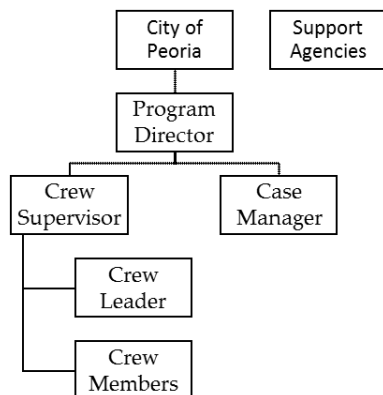 City of
Peoria
Support
Agencies
Program
Director
Crew
Supervisor
Case
Manager
Crew
Leader
Crew
Members